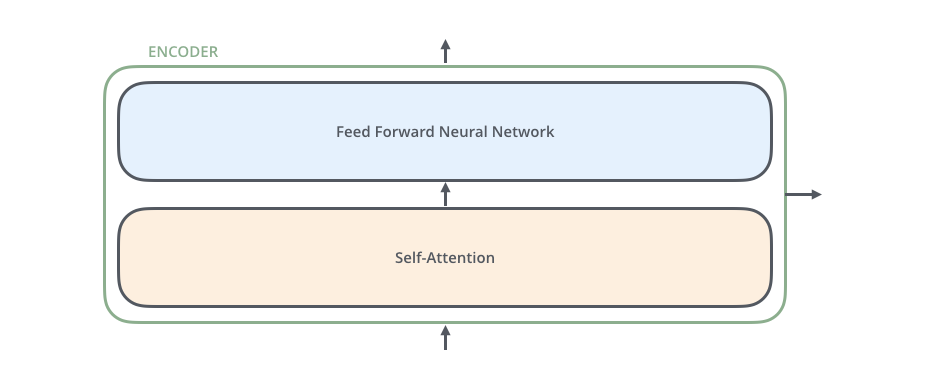 ENCODER
Feed Forward Neural Network
Self-Attention